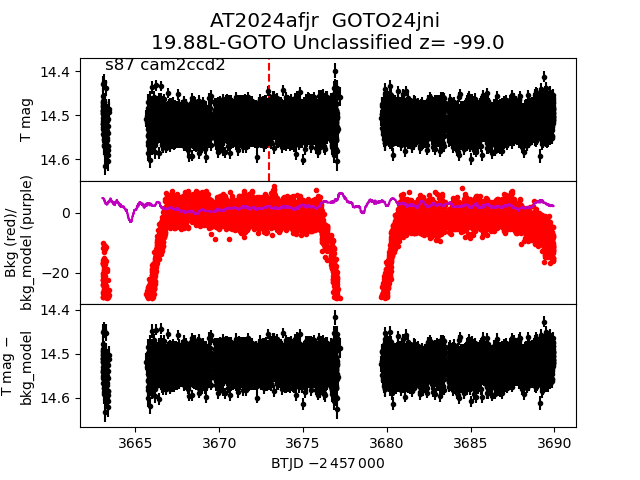 AT2024afjr  GOTO24jni
19.88L-GOTO Unclassified z= -99.0
s87 cam2ccd2
14.4
14.5
14.6
T mag
0
−20
Bkg (red)/
bkg_model (purple)
14.4
14.5
14.6
T mag −
bkg_model
3665 3670 3675 3680 3685 3690
BTJD −2 457 000